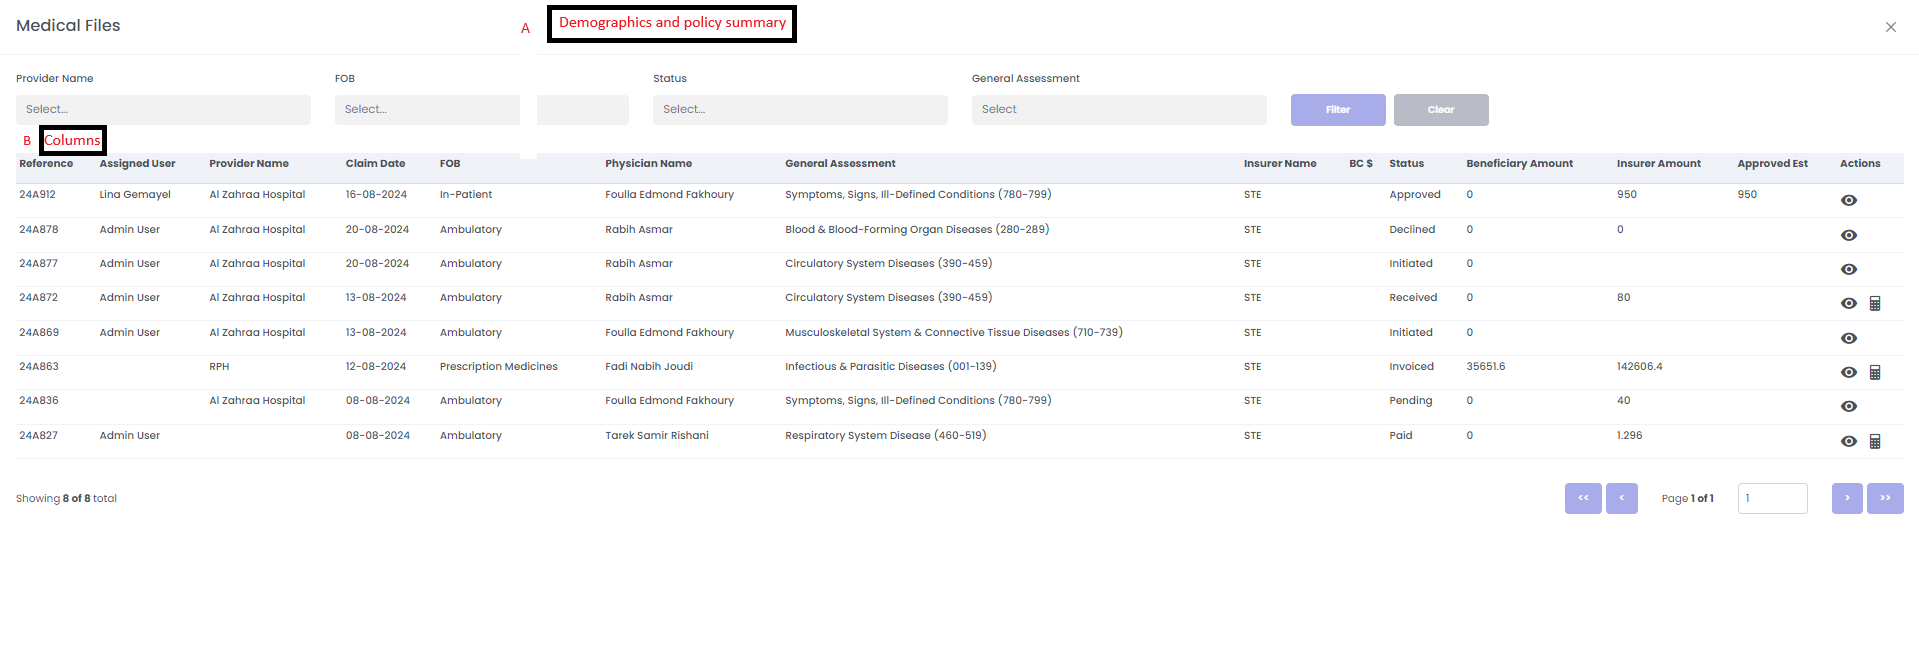 Medical Files
A Demographics and policy summary
Provider Name FOB Status General Assessment
Select... Select... Select... Select Filter Clear
B Columns
Reference Assigned User Provider Name Claim Date FOB Physician Name General Assessment Insurer Name BC $ Status Beneficiary Amount Insurer Amount Approved Est Actions
24A912 Lina Gemayel Al Zahraa Hospital 16-08-2024 In-Patient Foulla Edmond Fakhoury Symptoms, Signs, Ill-Defined Conditions (780-799) STE Approved 0 950 950
24A878 Admin User Al Zahraa Hospital 20-08-2024 Ambulatory Rabih Asmar Blood & Blood-Forming Organ Diseases (280-289) STE Declined 0 0
24A877 Admin User Al Zahraa Hospital 20-08-2024 Ambulatory Rabih Asmar Circulatory System Diseases (390-459) STE Initiated 0
24A872 Admin User Al Zahraa Hospital 13-08-2024 Ambulatory Rabih Asmar Circulatory System Diseases (390-459) STE Received 0 80
24A869 Admin User Al Zahraa Hospital 13-08-2024 Ambulatory Foulla Edmond Fakhoury Musculoskeletal System & Connective Tissue Diseases (710-739) STE Initiated 0
24A863 RPH 12-08-2024 Prescription Medicines Fadi Nabih Joudi Infectious & Parasitic Diseases (001-139) STE Invoiced 35651.6 142606.4
24A836 Al Zahraa Hospital 08-08-2024 Ambulatory Foulla Edmond Fakhoury Symptoms, Signs, Ill-Defined Conditions (780-799) STE Pending 0 40
24A827 Admin User 08-08-2024 Ambulatory Tarek Samir Rishani Respiratory System Disease (460-519) STE Paid 0 1.296
Showing 8 of 8 total << < Page 1 of 1 1 > >>